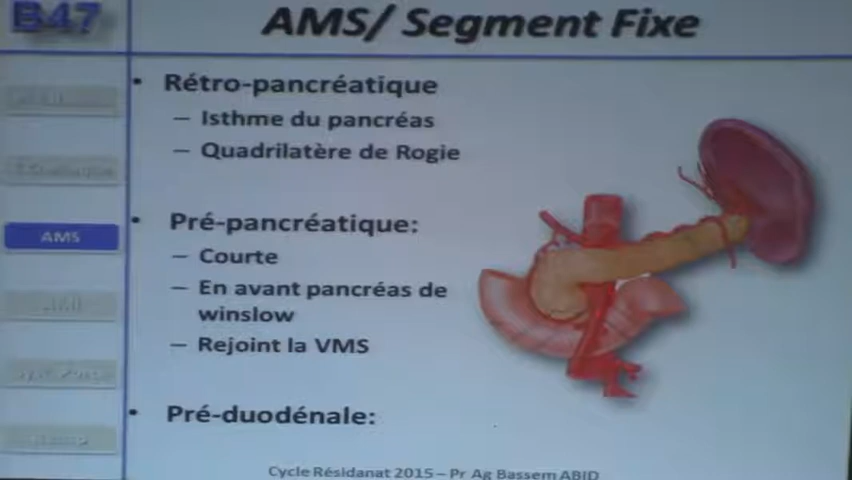 B47
AMS/ Segment Fixe
• Rétro-pancréatique
– Isthme du pancréas
– Quadrilatère de Rogie
AMS
• Pré-pancréatique:
– Courte
– En avant pancréas de
winslow
– Rejoint la VMS
• Pré-duodénale:
Cycle Résidanat 2015 – Pr Ag Bassem ABID